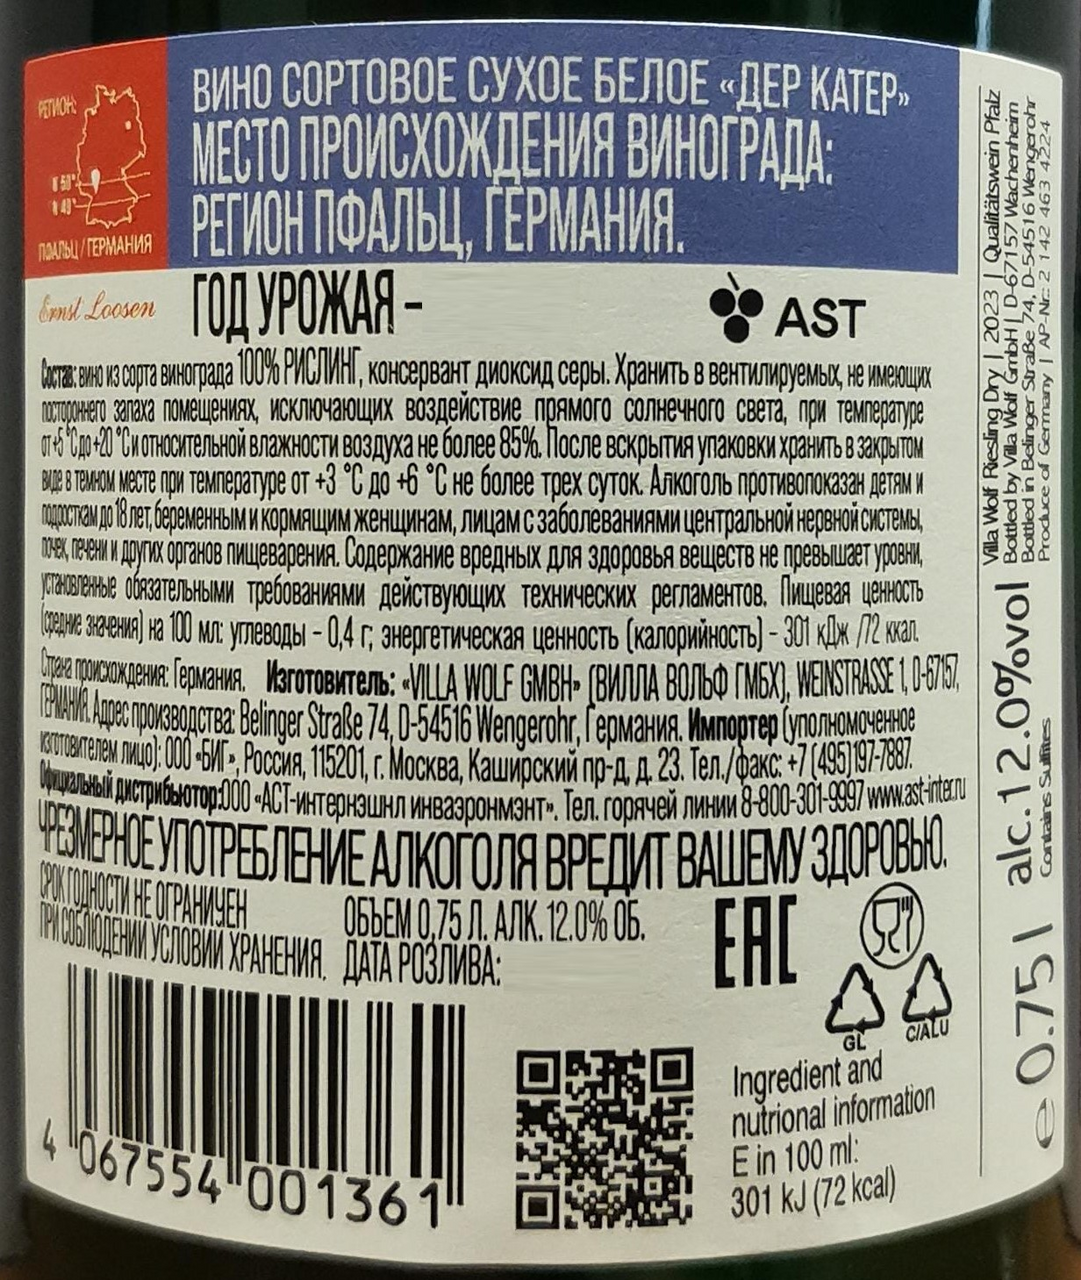 РЕГИОН:
N 50°
N 49°
ПФАЛЬЦ / ГЕРМАНИЯ
ВИНО СОРТОВОЕ СУХОЕ БЕЛОЕ «ДЕР КАТЕР»
МЕСТО ПРОИСХОЖДЕНИЯ ВИНОГРАДА:
РЕГИОН ПФАЛЬЦ, ГЕРМАНИЯ.
Ernst Loosen
ГОД УРОЖАЯ –
AST
Состав: вино из сорта винограда 100% РИСЛИНГ, консервант диоксид серы. Хранить в вентилируемых, не имеющих
постороннего запаха помещениях, исключающих воздействие прямого солнечного света, при температуре
от +5 °С до +20 °С и относительной влажности воздуха не более 85%. После вскрытия упаковки хранить в закрытом
виде в темном месте при температуре от +3 °С до +6 °С не более трех суток. Алкоголь противопоказан детям и
подросткам до 18 лет, беременным и кормящим женщинам, лицам с заболеваниями центральной нервной системы,
почек, печени и других органов пищеварения. Содержание вредных для здоровья веществ не превышает уровни,
установленные обязательными требованиями действующих технических регламентов. Пищевая ценность
(средние значения) на 100 мл: углеводы – 0,4 г; энергетическая ценность (калорийность) – 301 кДж /72 ккал.
Страна происхождения: Германия. Изготовитель: «VILLA WOLF GMBH» (ВИЛЛА ВОЛЬФ ГМБХ), WEINSTRASSE 1, D-67157,
ГЕРМАНИЯ. Адрес производства: Belinger Straße 74, D-54516 Wengerohr, Германия. Импортер (уполномоченное
изготовителем лицо): ООО «БИГ», Россия, 115201, г. Москва, Каширский пр-д, д. 23. Тел./факс: +7 (495)197-7887.
Официальный дистрибьютор:ООО «АСТ-интернэшнл инваэронмэнт». Тел. горячей линии 8-800-301-9997 www.ast-inter.ru
ЧРЕЗМЕРНОЕ УПОТРЕБЛЕНИЕ АЛКОГОЛЯ ВРЕДИТ ВАШЕМУ ЗДОРОВЬЮ.
СРОК ГОДНОСТИ НЕ ОГРАНИЧЕН
ПРИ СОБЛЮДЕНИИ УСЛОВИЙ ХРАНЕНИЯ.
ОБЪЕМ 0,75 Л. АЛК. 12.0% ОБ.
ДАТА РОЗЛИВА:
EAC
GL
C/ALU
4 067554 001361
Ingredient and
nutrional information
E in 100 ml:
301 kJ (72 kcal)
Villa Wolf Riesling Dry | 2023 | Qualitätswein Pfalz
Bottled by Villa Wolf GmbH | D-67157 Wachenheim
Bottled in Belinger Straße 74, D-54516 Wengerohr
Produce of Germany | AP-Nr.: 2 142 463 4224
e 0.75 l alc.12.0%vol
Contains Sulfites